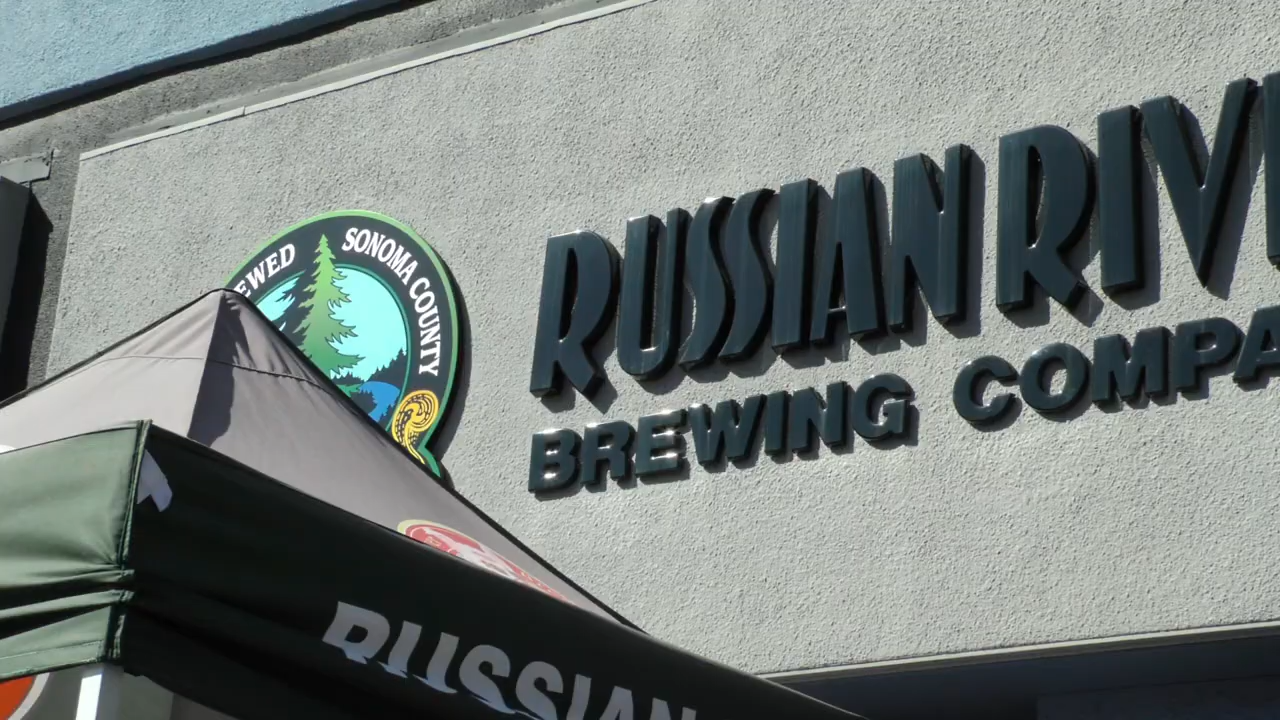 EWED SONOMA COUNTY
RUSSIAN RIV
BREWING COMPA
RUSSIAN